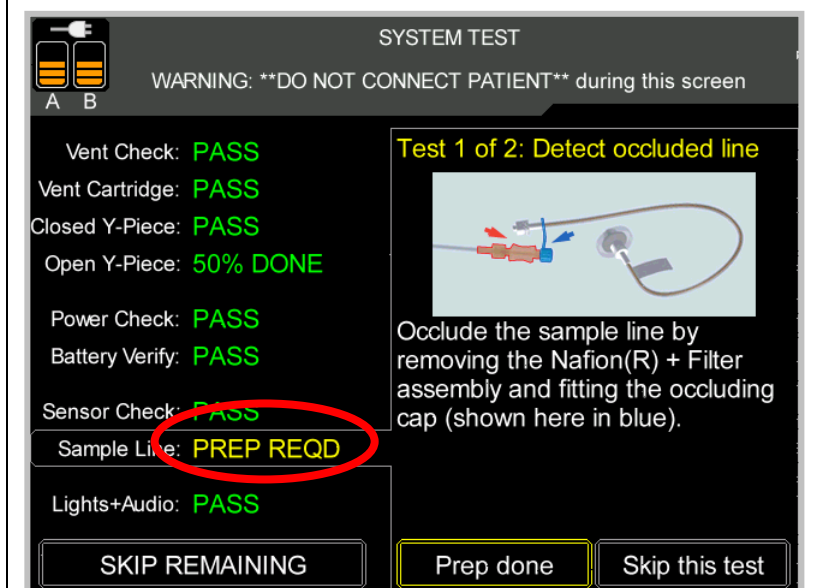 SYSTEM TEST
WARNING: **DO NOT CONNECT PATIENT** during this screen
A B
Vent Check: PASS
Vent Cartridge: PASS
Closed Y-Piece: PASS
Open Y-Piece: 50% DONE
Power Check: PASS
Battery Verify: PASS
Sensor Check: PASS
Sample Line: PREP REQD
Lights+Audio: PASS
Test 1 of 2: Detect occluded line
Occlude the sample line by
removing the Nafion(R) + Filter
assembly and fitting the occluding
cap (shown here in blue).
SKIP REMAINING
Prep done
Skip this test